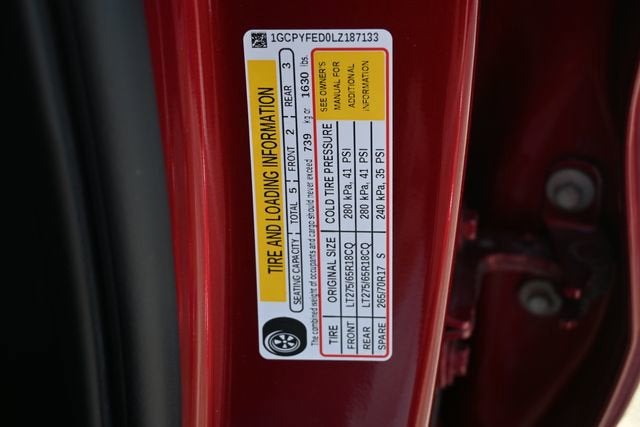 1GCPYFED0LZ187133
TIRE AND LOADING INFORMATION
SEATING CAPACITY TOTAL 5 FRONT 2 REAR 3
The combined weight of occupants and cargo should never exceed 739 kg or 1630 lbs.
TIRE ORIGINAL SIZE COLD TIRE PRESSURE
FRONT LT275/65R18CQ 280 kPa, 41 PSI
REAR LT275/65R18CQ 280 kPa, 41 PSI
SPARE 265/70R17 S 240 kPa, 35 PSI
SEE OWNER'S
MANUAL FOR
ADDITIONAL
INFORMATION